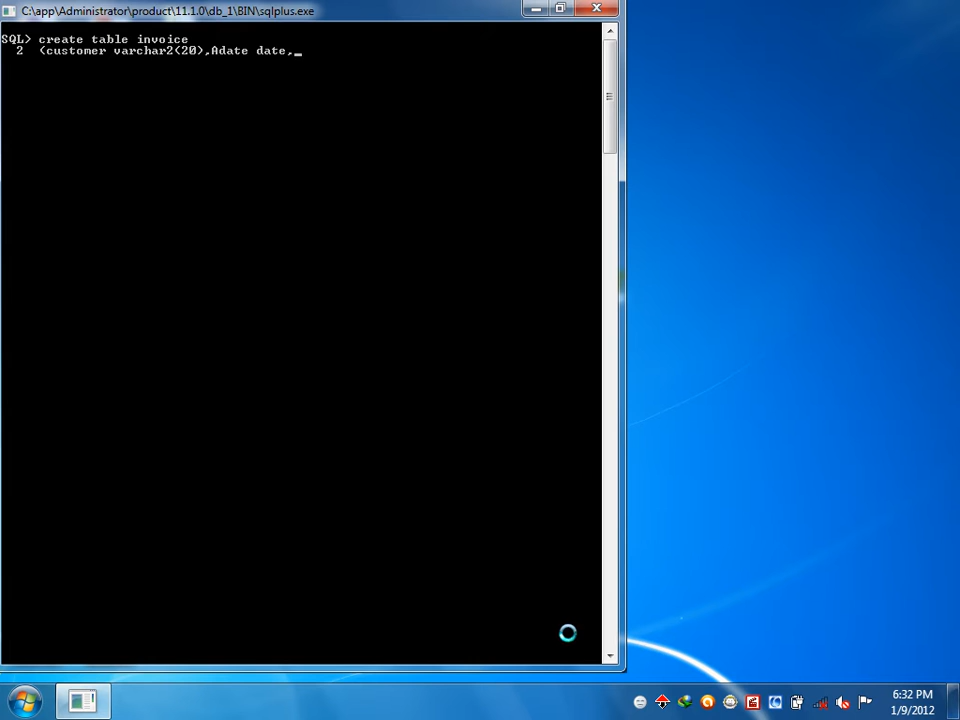 C:\app\Administrator\product\11.1.0\db_1\BIN\sqlplus.exe
SQL> create table invoice
2 (customer varchar2(20),Adate date,_
6:32 PM
1/9/2012